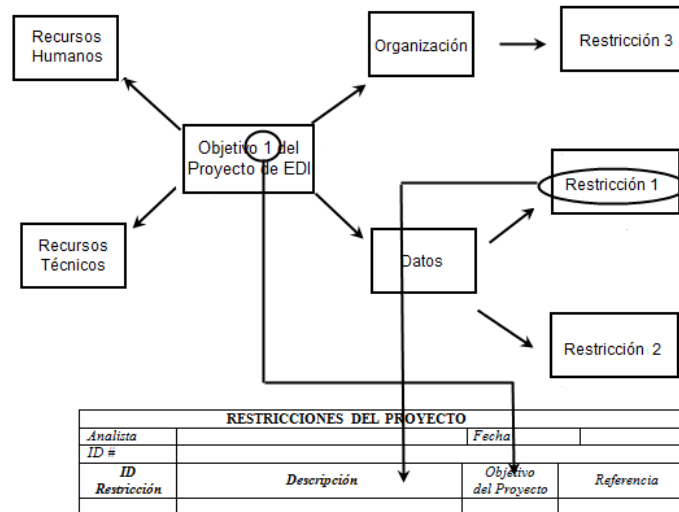 Recursos
Humanos
Organización
Restricción 3
Objetivo 1 del
Proyecto de EDI
Restricción 1
Recursos
Técnicos
Datos
Restricción 2
RESTRICCIONES DEL PROYECTO
Analista
Fecha
ID #
ID
Restricción
Descripción
Objetivo
del Proyecto
Referencia